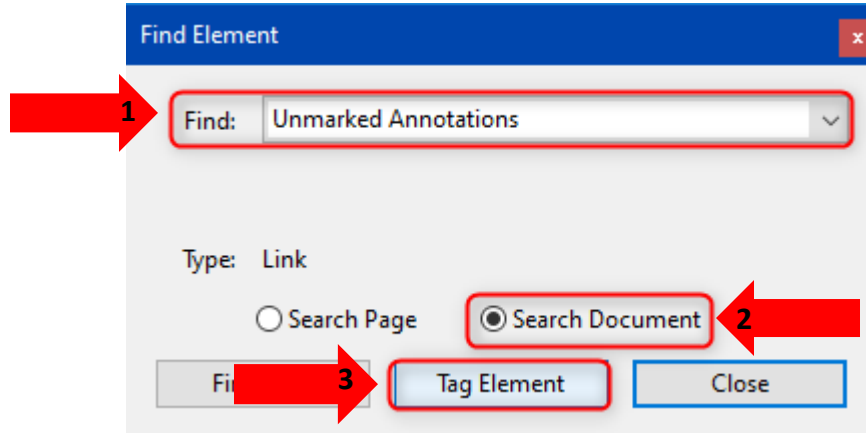 Find Element
x
1
Find: Unmarked Annotations
Type: Link
Search Page Search Document 2
3 Tag Element Close